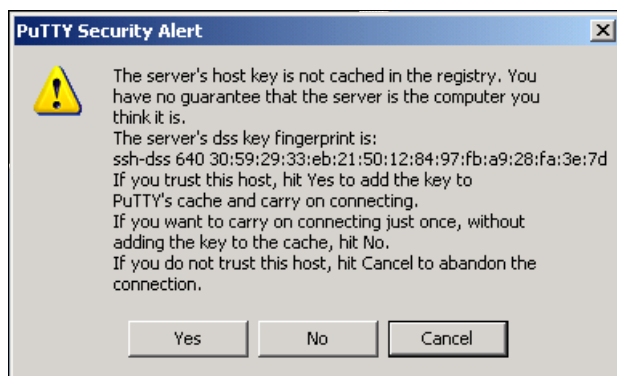 PuTTY Security Alert
The server's host key is not cached in the registry. You
have no guarantee that the server is the computer you
think it is.
The server's dss key fingerprint is:
ssh-dss 640 30:59:29:33:eb:21:50:12:84:97:fb:a9:28:fa:3e:7d
If you trust this host, hit Yes to add the key to
PuTTY's cache and carry on connecting.
If you want to carry on connecting just once, without
adding the key to the cache, hit No.
If you do not trust this host, hit Cancel to abandon the
connection.
Yes No Cancel